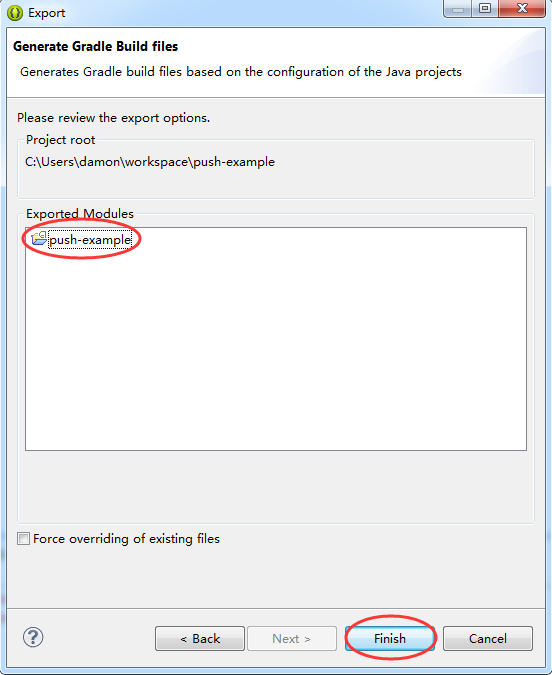 Export
Generate Gradle Build files
Generates Gradle build files based on the configuration of the Java projects
Please review the export options.
Project root
C:\Users\damon\workspace\push-example
Exported Modules
push-example
Force overriding of existing files
?
< Back
Next >
Finish
Cancel